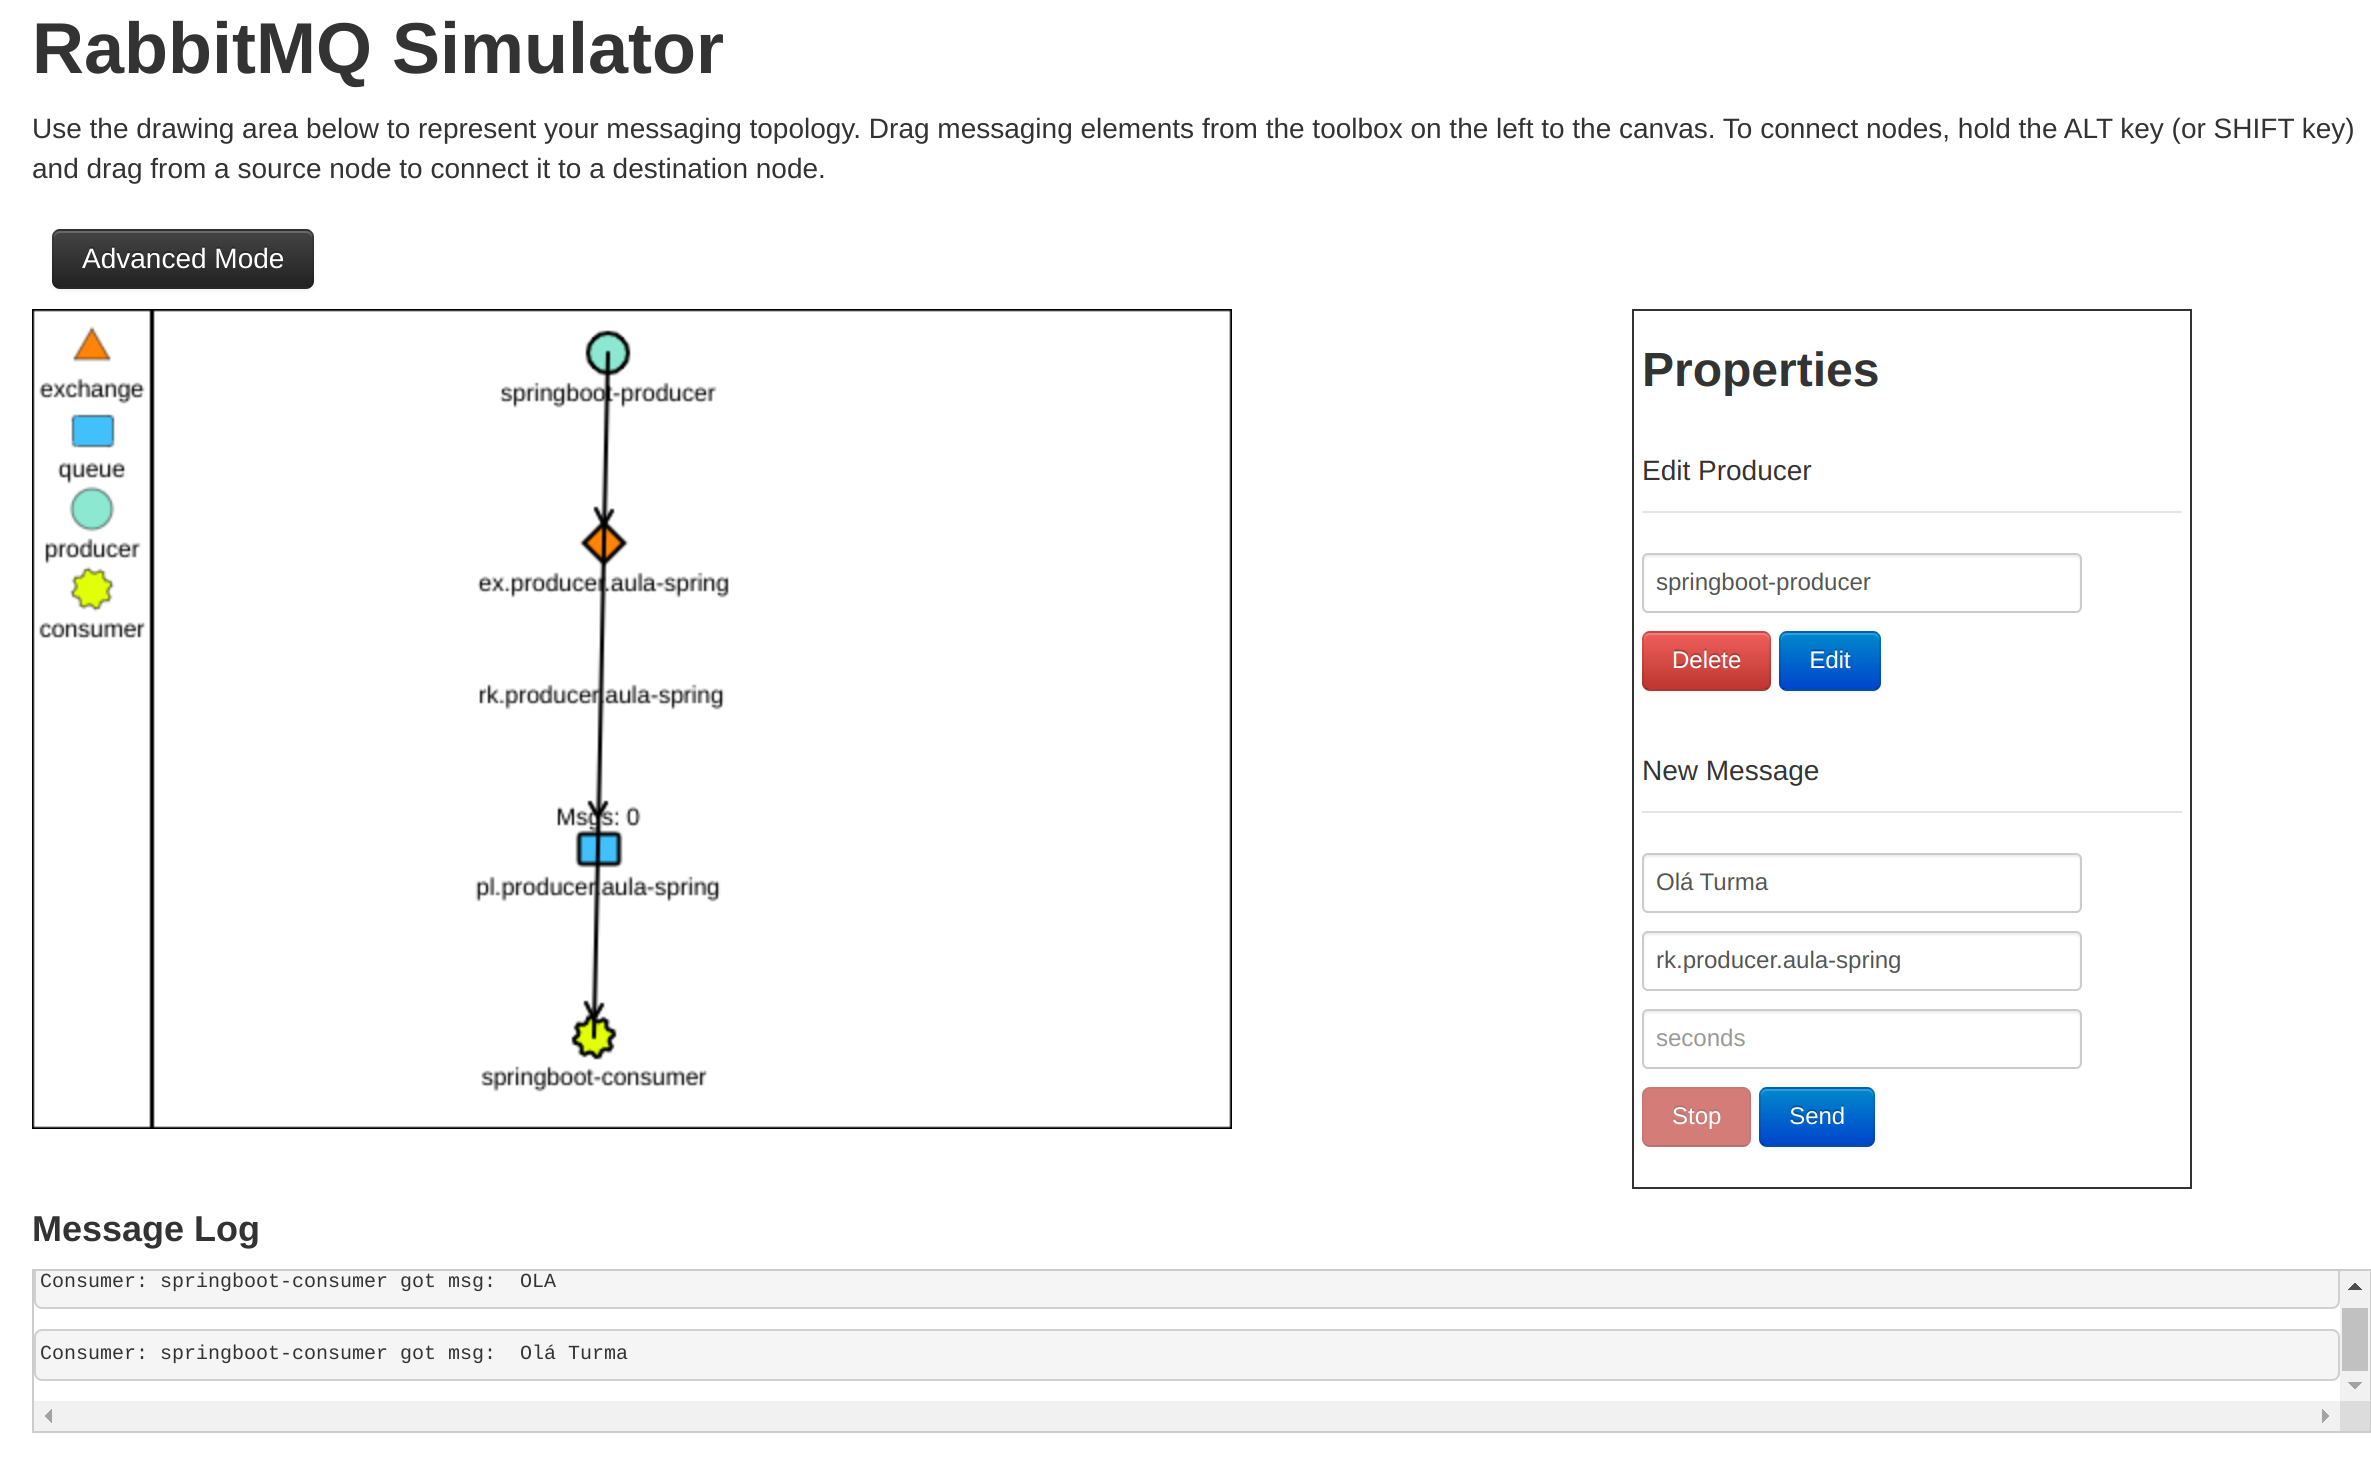 RabbitMQ Simulator
Use the drawing area below to represent your messaging topology. Drag messaging elements from the toolbox on the left to the canvas. To connect nodes, hold the ALT key (or SHIFT key)
and drag from a source node to connect it to a destination node.
Advanced Mode
exchange
queue
producer
consumer
springboot-producer
ex.producer.aula-spring
rk.producer.aula-spring
Msgs: 0
pl.producer.aula-spring
springboot-consumer
Properties
Edit Producer
springboot-producer
Delete Edit
New Message
Olá Turma
rk.producer.aula-spring
seconds
Stop Send
Message Log
Consumer: springboot-consumer got msg:  OLA
Consumer: springboot-consumer got msg:  Olá Turma